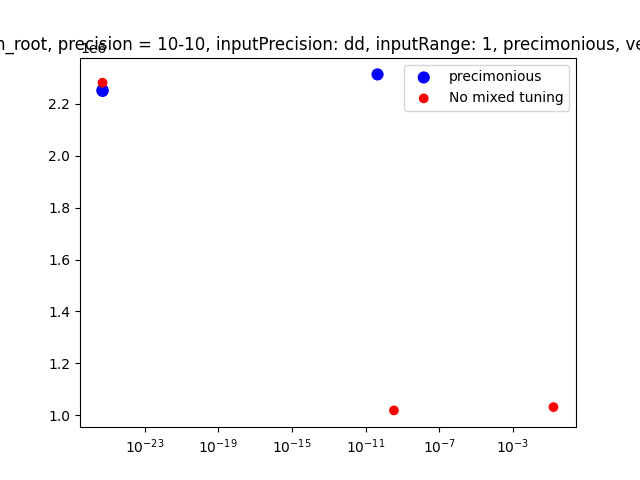 _root, precision = 10-10, inputPrecision: dd, inputRange: 1, precimonious,
1e6
precimonious
No mixed tuning
2.2
2.0
1.8
1.6
1.4
1.2
1.0
10⁻²³ 10⁻¹⁹ 10⁻¹⁵ 10⁻¹¹ 10⁻⁷ 10⁻³